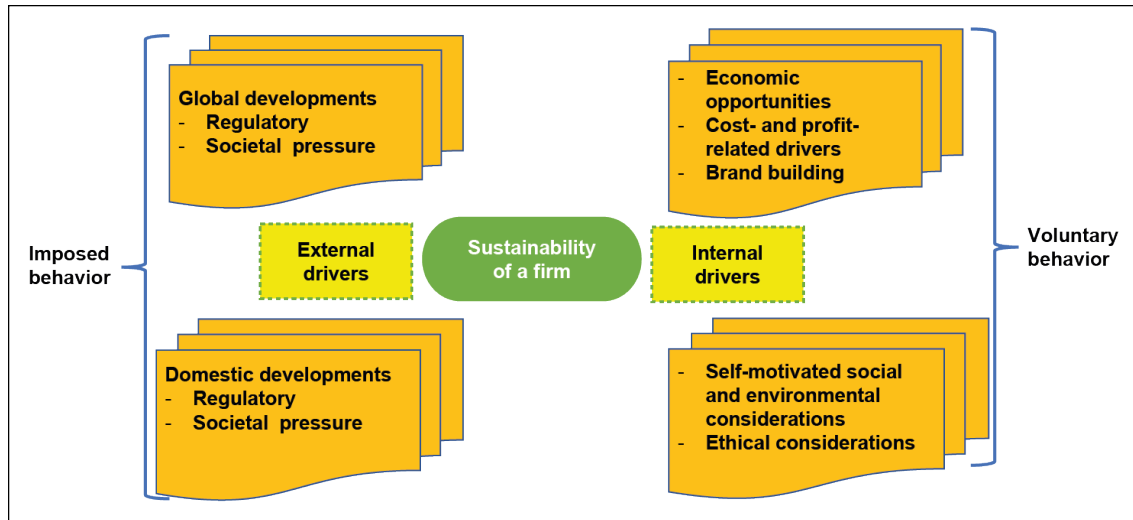 Imposed
behavior
Global developments
- Regulatory
- Societal pressure
External
drivers
Domestic developments
- Regulatory
- Societal pressure
Sustainability
of a firm
- Economic
opportunities
- Cost- and profit-
related drivers
- Brand building
Internal
drivers
- Self-motivated social
and environmental
considerations
- Ethical considerations
Voluntary
behavior